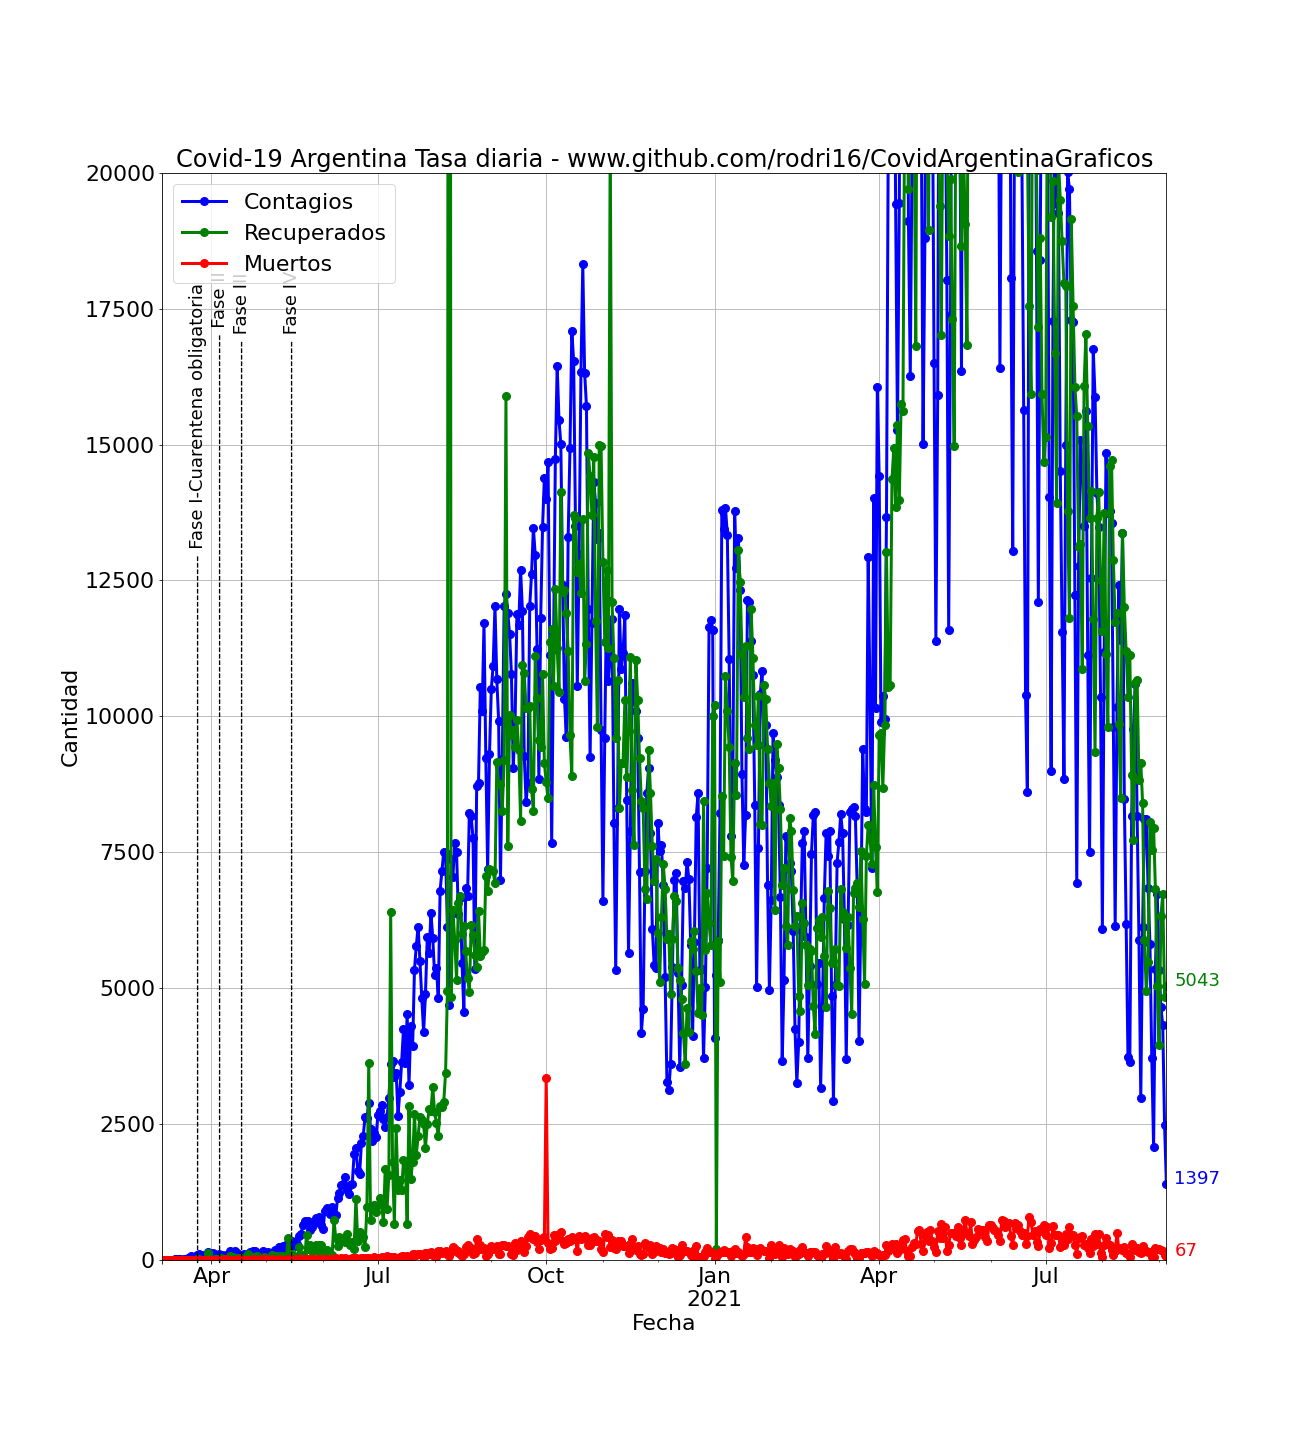 Covid-19 Argentina Tasa diaria - www.github.com/rodri16/CovidArgentinaGraficos
20000
17500
15000
12500
10000
7500
5000
2500
0
Cantidad
Contagios
Recuperados
Muertos
Fase I-Cuarentena obligatoria
Fase II
Fase III
Fase IV
5043
1397
67
Apr
Jul
Oct
Jan
2021
Apr
Jul
Fecha